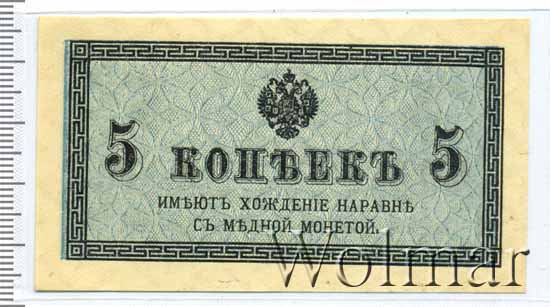 5 КОПѢЕКЪ 5
ИМѢЮТЪ ХОЖДЕНІЕ НАРАВНѢ
СЪ МѢДНОЙ МОНЕТОЙ.
Wolmar